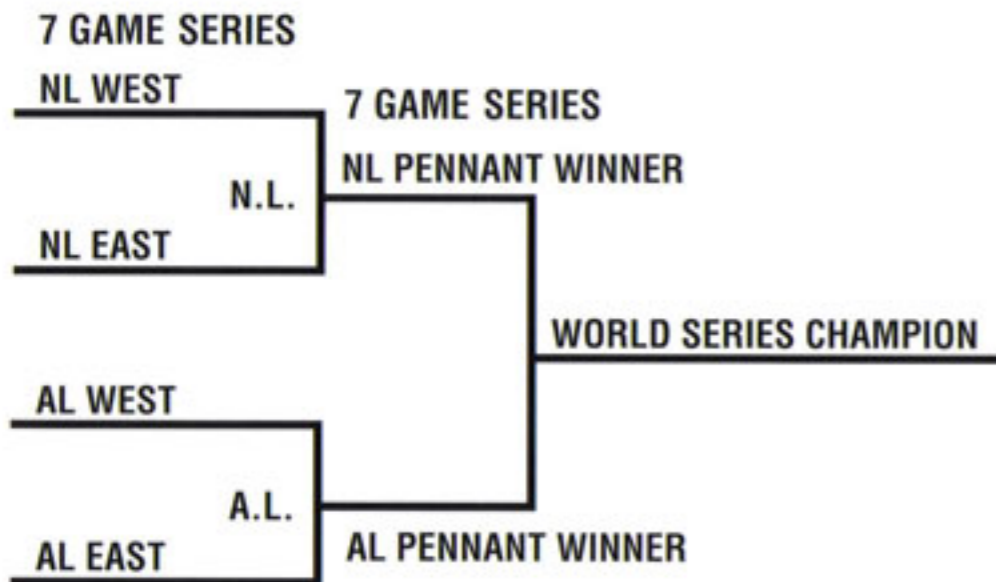 7 GAME SERIES
NL WEST
7 GAME SERIES
NL PENNANT WINNER
N.L.
NL EAST
WORLD SERIES CHAMPION
AL WEST
A.L.
AL PENNANT WINNER
AL EAST